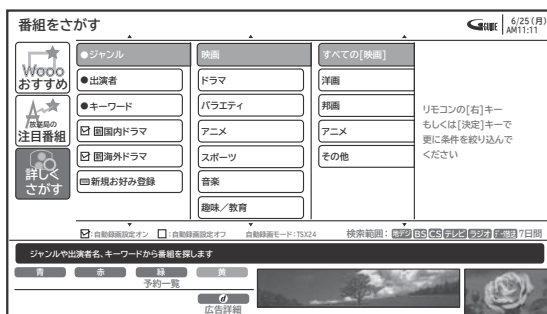 番組をさがす
GGUIDE
6/25(月)
AM11:11
Wooo
おすすめ
放送局の
注目番組
詳しく
さがす
●ジャンル
●出演者
●キーワード
国内ドラマ
海外ドラマ
新規お好み登録
映画
ドラマ
バラエティ
アニメ
スポーツ
音楽
趣味/教育
すべての[映画]
洋画
邦画
アニメ
その他
リモコンの[右]キー
もしくは[決定]キーで
更に条件を絞り込んで
ください
:自動録画設定オン :自動録画設定オフ 自動録画モード:TSX24 検索範囲: 地デジ BS CS テレビ ラジオ データ放送 7日間
ジャンルや出演者名、キーワードから番組を探します
青 赤 緑 黄
予約一覧
d
広告詳細